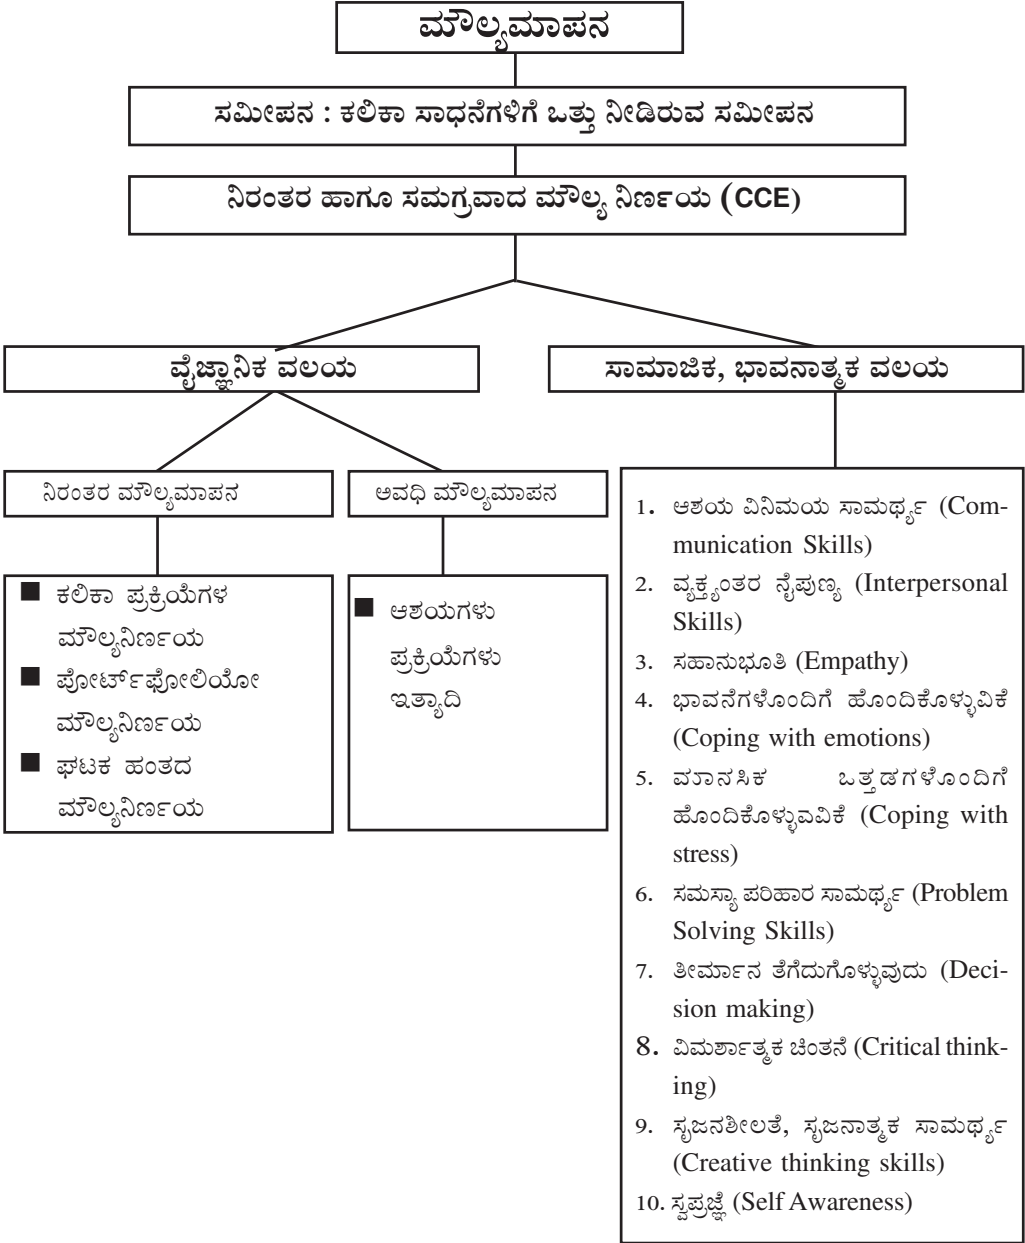 ಮೌಲ್ಯಮಾಪನ
ಸಮೀಪನ : ಕಲಿಕಾ ಸಾಧನೆಗಳಿಗೆ ಒತ್ತು ನೀಡಿರುವ ಸಮೀಪನ
ನಿರಂತರ ಹಾಗೂ ಸಮಗ್ರವಾದ ಮೌಲ್ಯ ನಿರ್ಣಯ (CCE)
ವೈಜ್ಞಾನಿಕ ವಲಯ
ಸಾಮಾಜಿಕ, ಭಾವನಾತ್ಮಕ ವಲಯ
ನಿರಂತರ ಮೌಲ್ಯಮಾಪನ
ಅವಧಿ ಮೌಲ್ಯಮಾಪನ
■ ಕಲಿಕಾ ಪ್ರಕ್ರಿಯೆಗಳ
ಮೌಲ್ಯನಿರ್ಣಯ
■ ಪೋರ್ಟ್‌ಫೋಲಿಯೋ
ಮೌಲ್ಯನಿರ್ಣಯ
■ ಘಟಕ ಹಂತದ
ಮೌಲ್ಯನಿರ್ಣಯ
■ ಆಶಯಗಳು
ಪ್ರಕ್ರಿಯೆಗಳು
ಇತ್ಯಾದಿ
1. ಆಶಯ ವಿನಿಮಯ ಸಾಮರ್ಥ್ಯ (Com-
munication Skills)
2. ವ್ಯಕ್ತ್ಯಂತರ ನೈಪುಣ್ಯ (Interpersonal
Skills)
3. ಸಹಾನುಭೂತಿ (Empathy)
4. ಭಾವನೆಗಳೊಂದಿಗೆ ಹೊಂದಿಕೊಳ್ಳುವಿಕೆ
(Coping with emotions)
5. ಮಾನಸಿಕ ಒತ್ತಡಗಳೊಂದಿಗೆ
ಹೊಂದಿಕೊಳ್ಳುವವಿಕೆ (Coping with
stress)
6. ಸಮಸ್ಯಾ ಪರಿಹಾರ ಸಾಮರ್ಥ್ಯ (Problem
Solving Skills)
7. ತೀರ್ಮಾನ ತೆಗೆದುಗೊಳ್ಳುವುದು (Deci-
sion making)
8. ವಿಮರ್ಶಾತ್ಮಕ ಚಿಂತನೆ (Critical think-
ing)
9. ಸೃಜನಶೀಲತೆ, ಸೃಜನಾತ್ಮಕ ಸಾಮರ್ಥ್ಯ
(Creative thinking skills)
10. ಸ್ವಪ್ರಜ್ಞೆ (Self Awareness)